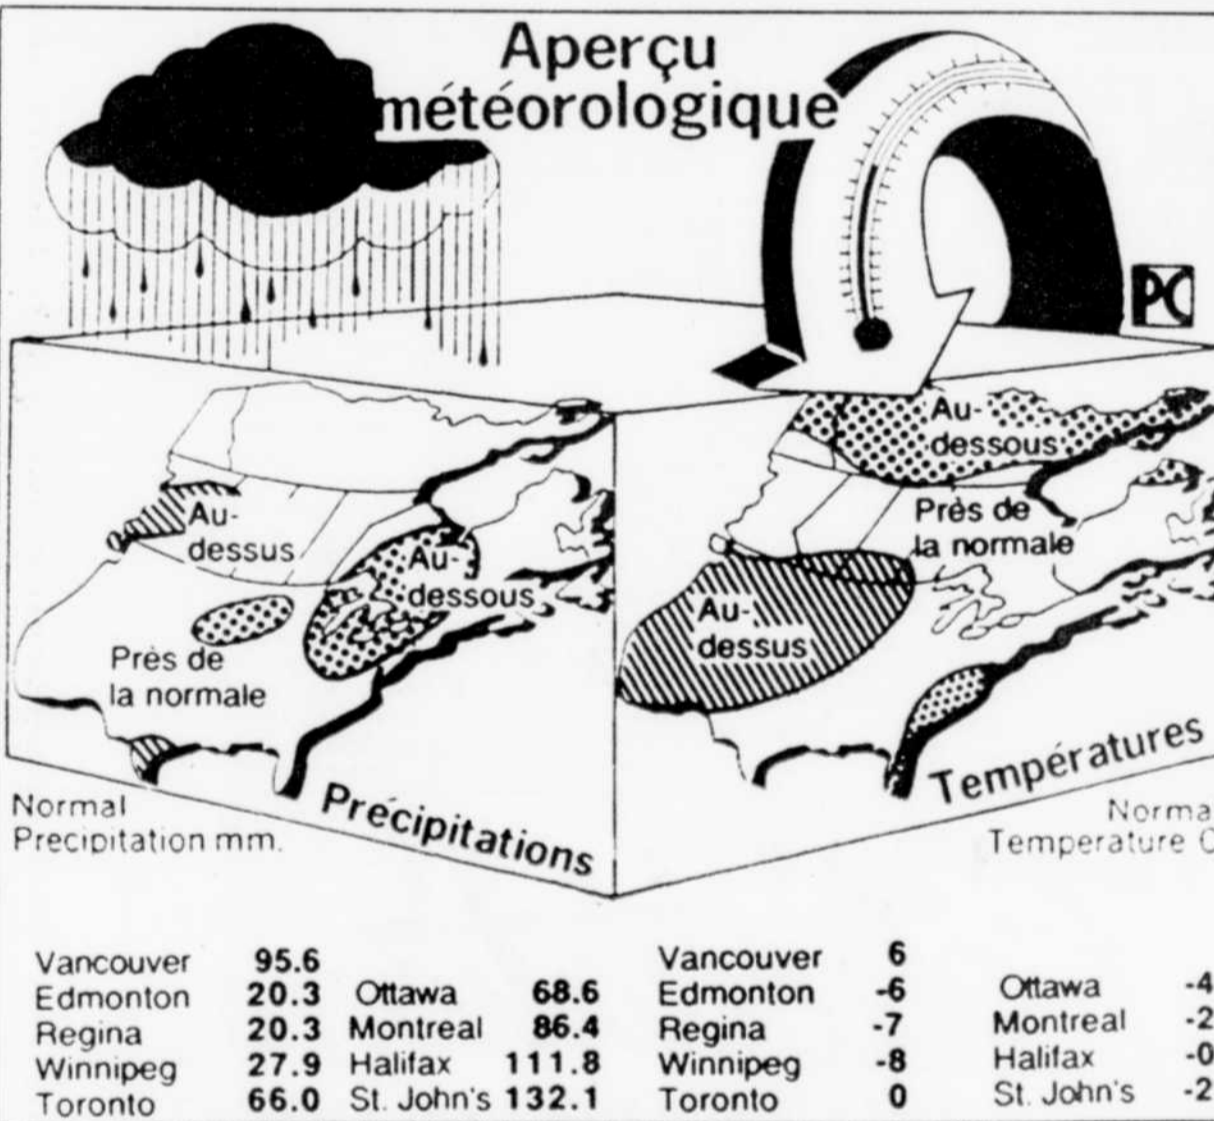 Aperçu
météorologique
PC
Au-
dessus
Au-
dessous
Près de
la normale
Précipitations
Normal
Precipitation mm.
Au-
dessous
Près de
la normale
Au-
dessus
Températures
Norma
Temperature C
Vancouver 95.6
Edmonton 20.3 Ottawa 68.6
Regina 20.3 Montreal 86.4
Winnipeg 27.9 Halifax 111.8
Toronto 66.0 St. John's 132.1
Vancouver 6
Edmonton -6 Ottawa -4
Regina -7 Montreal -2
Winnipeg -8 Halifax -0
Toronto 0 St. John's -2